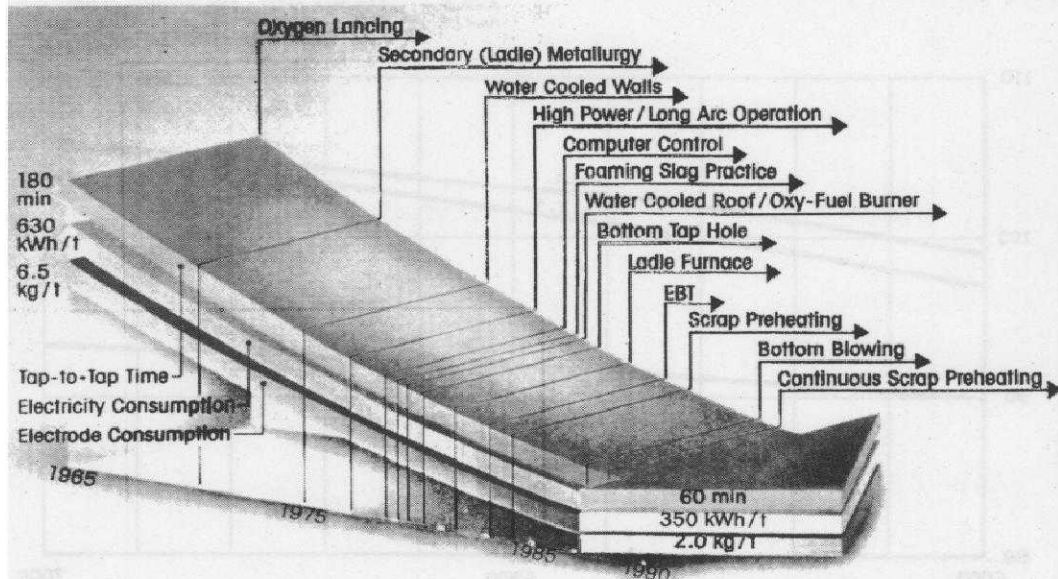 Oxygen Lancing
Secondary (Ladle) Metallurgy
Water Cooled Walls
High Power/Long Arc Operation
Computer Control
Foaming Slag Practice
Water Cooled Roof/Oxy-Fuel Burner
Bottom Tap Hole
Ladle Furnace
EBT
Scrap Preheating
Bottom Blowing
Continuous Scrap Preheating
180
min
630
kWh/t
6.5
kg/t
Tap-to-Tap Time
Electricity Consumption
Electrode Consumption
1965
1975
1985
1990
60 min
350 kWh/t
2.0 kg/t